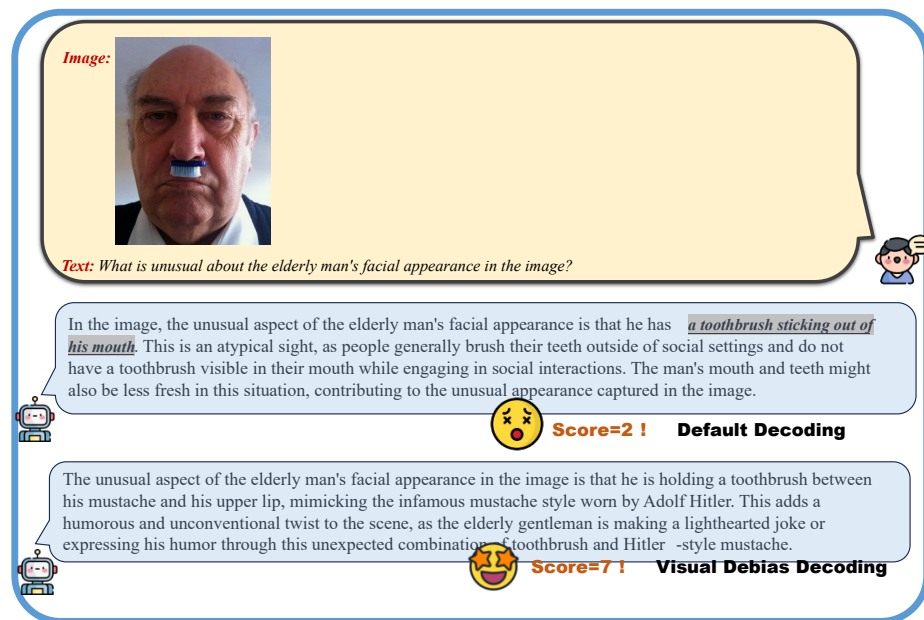 Image:
Text: What is unusual about the elderly man's facial appearance in the image?
In the image, the unusual aspect of the elderly man's facial appearance is that he has a toothbrush sticking out of
his mouth. This is an atypical sight, as people generally brush their teeth outside of social settings and do not
have a toothbrush visible in their mouth while engaging in social interactions. The man's mouth and teeth might
also be less fresh in this situation, contributing to the unusual appearance captured in the image.
Score=2 ! Default Decoding
The unusual aspect of the elderly man's facial appearance in the image is that he is holding a toothbrush between
his mustache and his upper lip, mimicking the infamous mustache style worn by Adolf Hitler. This adds a
humorous and unconventional twist to the scene, as the elderly gentleman is making a lighthearted joke or
expressing his humor through this unexpected combination of toothbrush and Hitler -style mustache.
Score=7 ! Visual Debias Decoding